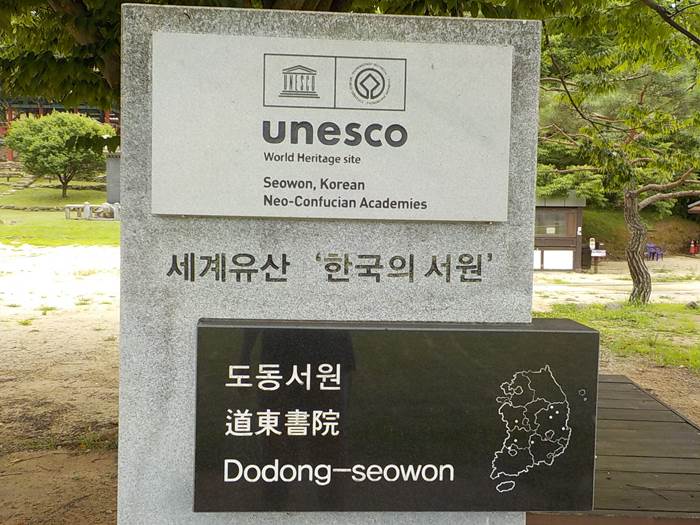 unesco
World Heritage site
Seowon, Korean
Neo-Confucian Academies
세계유산 ‘한국의 서원’
도동서원
道東書院
Dodong-seowon